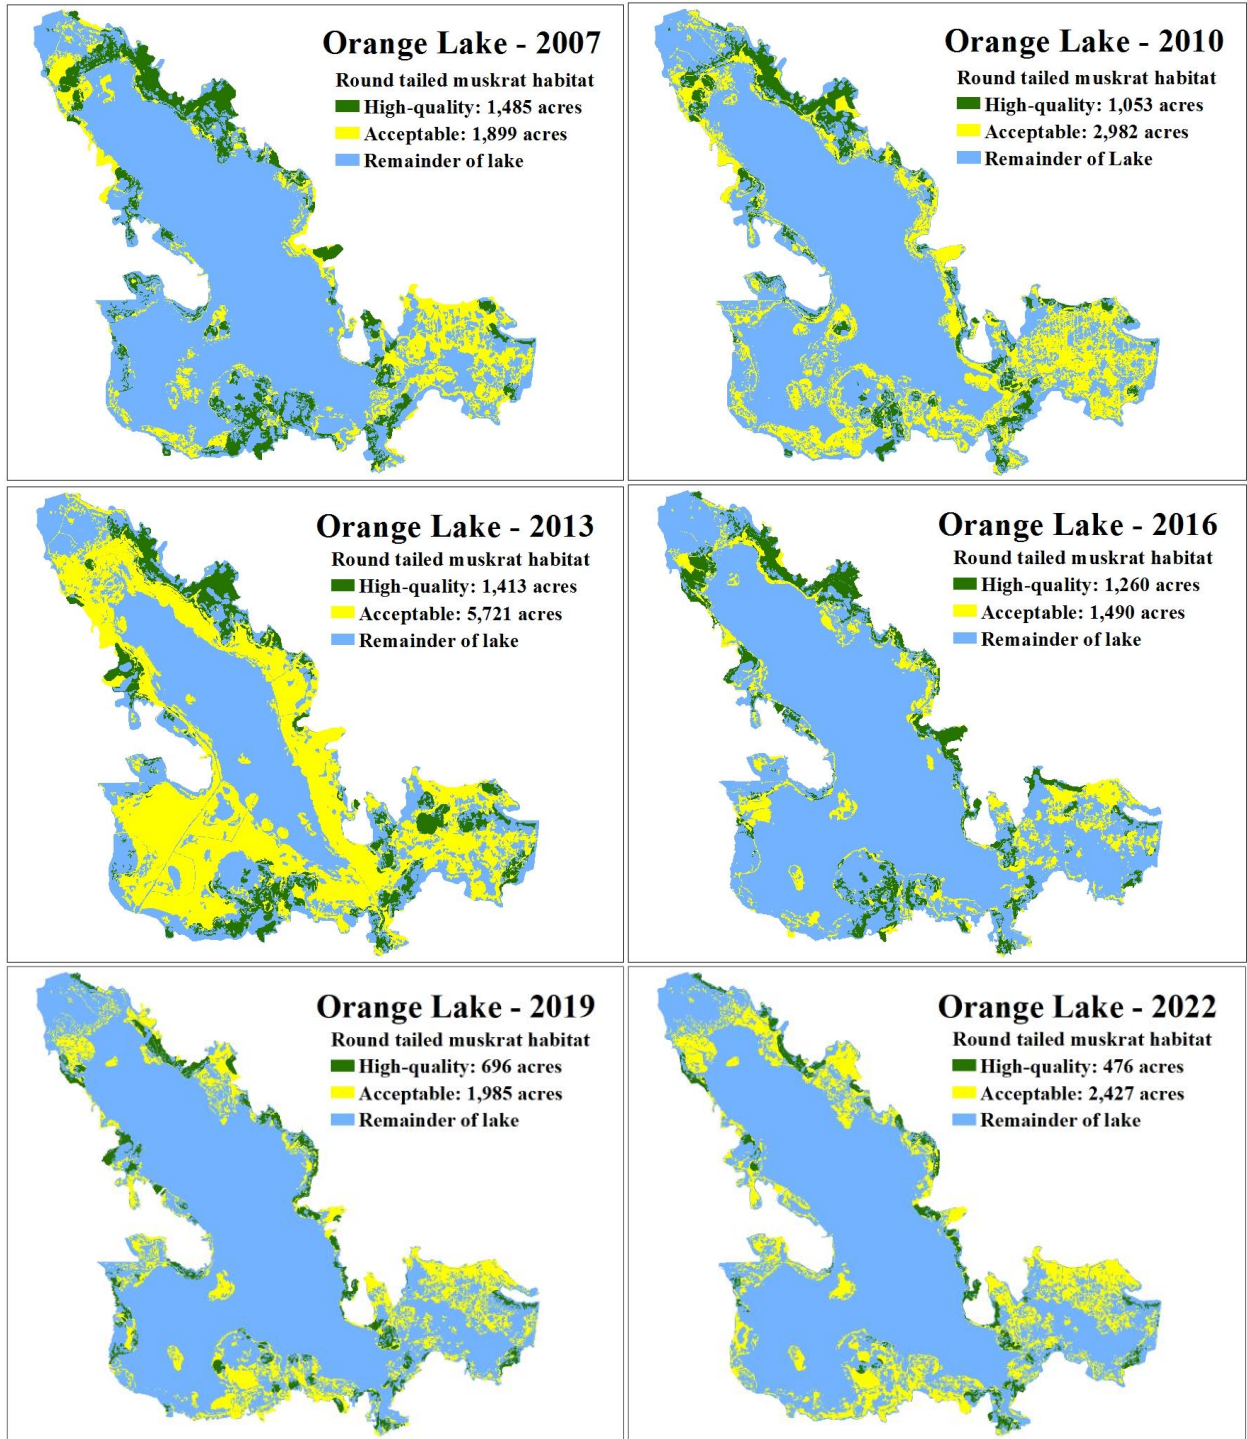 Orange Lake - 2007
Round tailed muskrat habitat
High-quality: 1,485 acres
Acceptable: 1,899 acres
Remainder of lake
Orange Lake - 2010
Round tailed muskrat habitat
High-quality: 1,053 acres
Acceptable: 2,982 acres
Remainder of Lake
Orange Lake - 2013
Round tailed muskrat habitat
High-quality: 1,413 acres
Acceptable: 5,721 acres
Remainder of lake
Orange Lake - 2016
Round tailed muskrat habitat
High-quality: 1,260 acres
Acceptable: 1,490 acres
Remainder of lake
Orange Lake - 2019
Round tailed muskrat habitat
High-quality: 696 acres
Acceptable: 1,985 acres
Remainder of lake
Orange Lake - 2022
Round tailed muskrat habitat
High-quality: 476 acres
Acceptable: 2,427 acres
Remainder of lake